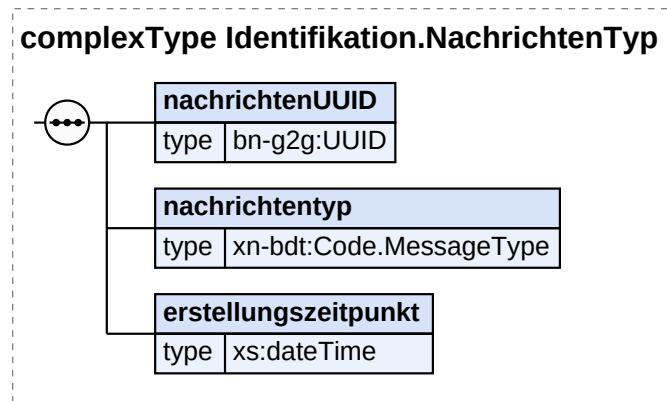 complexType Identifikation.NachrichtenTyp
nachrichtenUUID
type bn-g2g:UUID
nachrichtentyp
type xn-bdt:Code.MessageType
erstellungszeitpunkt
type xs:dateTime